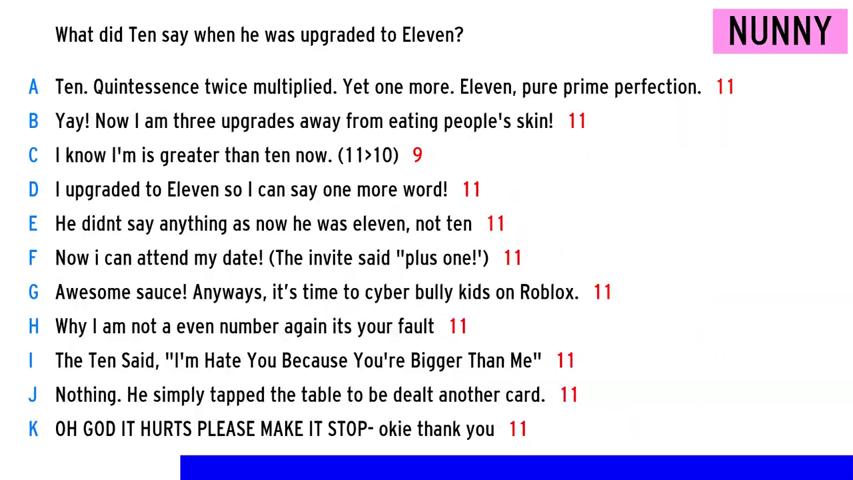 What did Ten say when he was upgraded to Eleven?
NUNNY
A Ten. Quintessence twice multiplied. Yet one more. Eleven, pure prime perfection. 11
B Yay! Now I am three upgrades away from eating people's skin! 11
C I know I'm is greater than ten now. (11>10) 9
D I upgraded to Eleven so I can say one more word! 11
E He didnt say anything as now he was eleven, not ten 11
F Now i can attend my date! (The invite said "plus one!') 11
G Awesome sauce! Anyways, it's time to cyber bully kids on Roblox. 11
H Why I am not a even number again its your fault 11
I The Ten Said, "I'm Hate You Because You're Bigger Than Me" 11
J Nothing. He simply tapped the table to be dealt another card. 11
K OH GOD IT HURTS PLEASE MAKE IT STOP- okie thank you 11